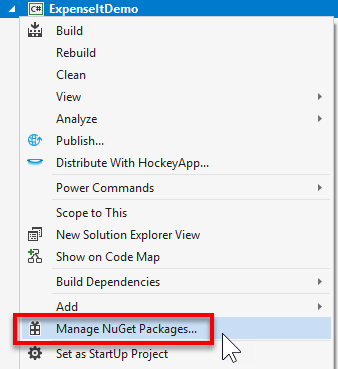 C# ExpenseItDemo
Build
Rebuild
Clean
View
Analyze
Publish...
Distribute With HockeyApp...
Power Commands
Scope to This
New Solution Explorer View
Show on Code Map
Build Dependencies
Add
Manage NuGet Packages...
Set as StartUp Project